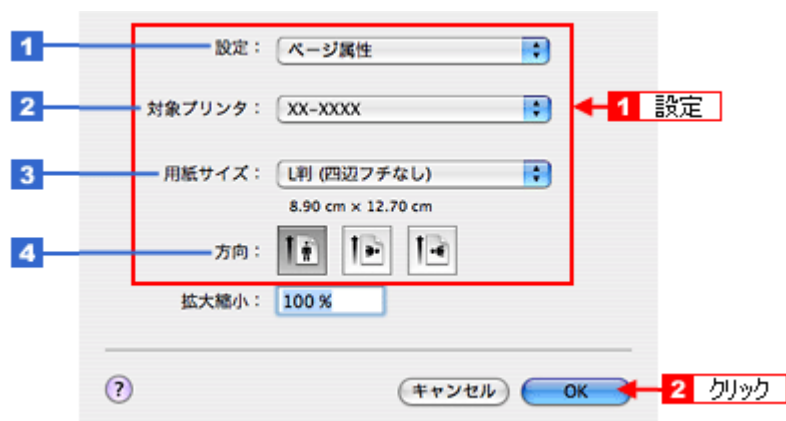 1 設定： ページ属性
2 対象プリンタ： XX-XXXX 1 設定
3 用紙サイズ： L判 (四辺フチなし)
8.90 cm × 12.70 cm
4 方向：
拡大縮小： 100 %
? キャンセル OK 2 クリック